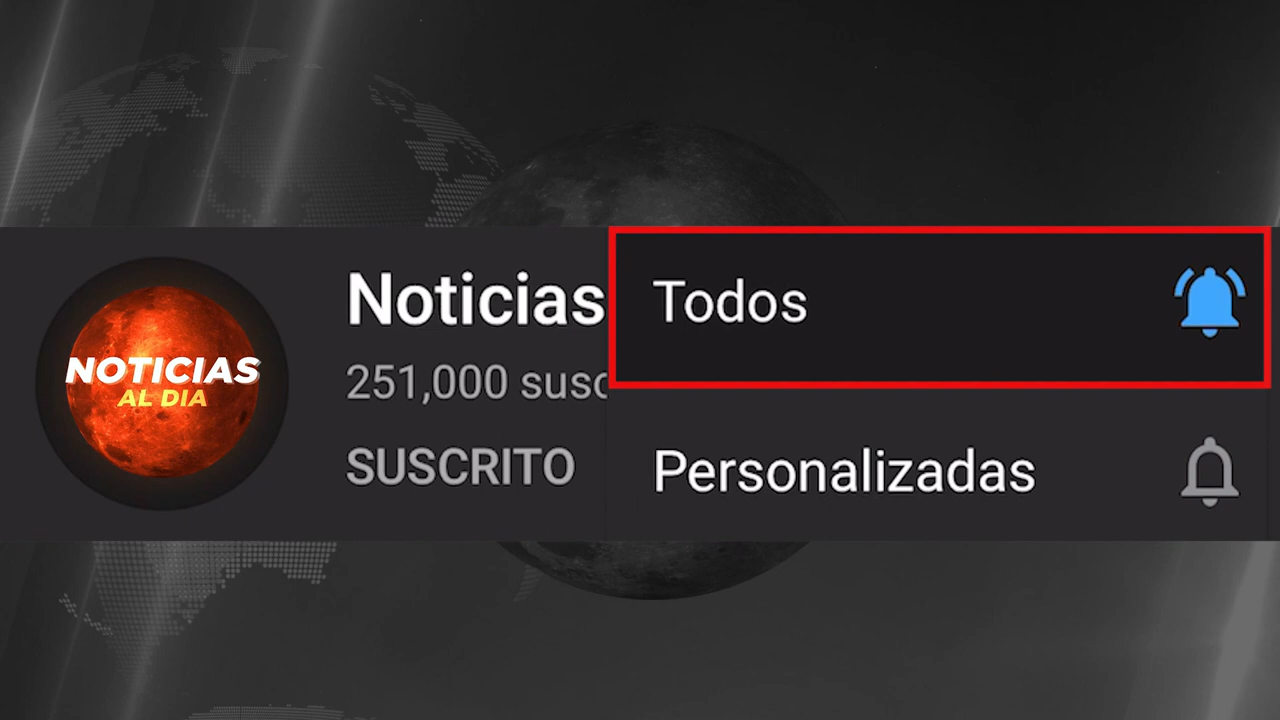 NOTICIAS
AL DIA
Noticias
251,000 susc
SUSCRITO
Todos
Personalizadas